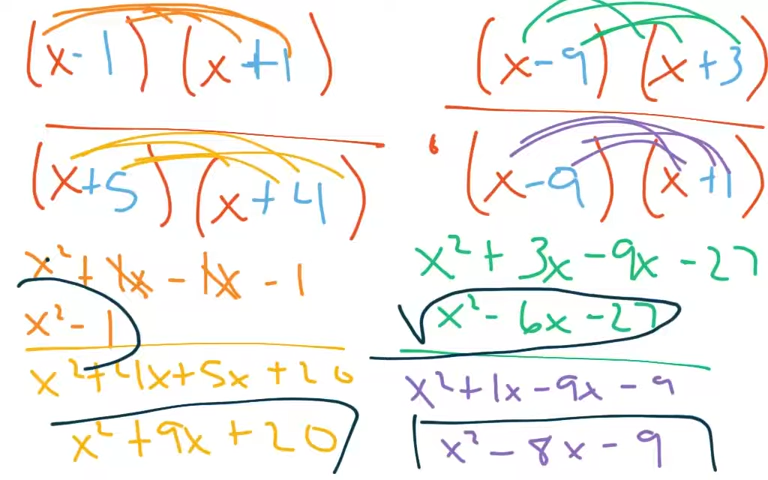 (x-1) (x+1)
(x+5) (x+4)
x² + 1x - 1x - 1
x² - 1
x² + 4x + 5x + 20
x² + 9x + 20
(x-9) (x+3)
(x-9) (x+1)
x² + 3x - 9x - 27
x² - 6x - 27
x² + 1x - 9x - 9
x² - 8x - 9